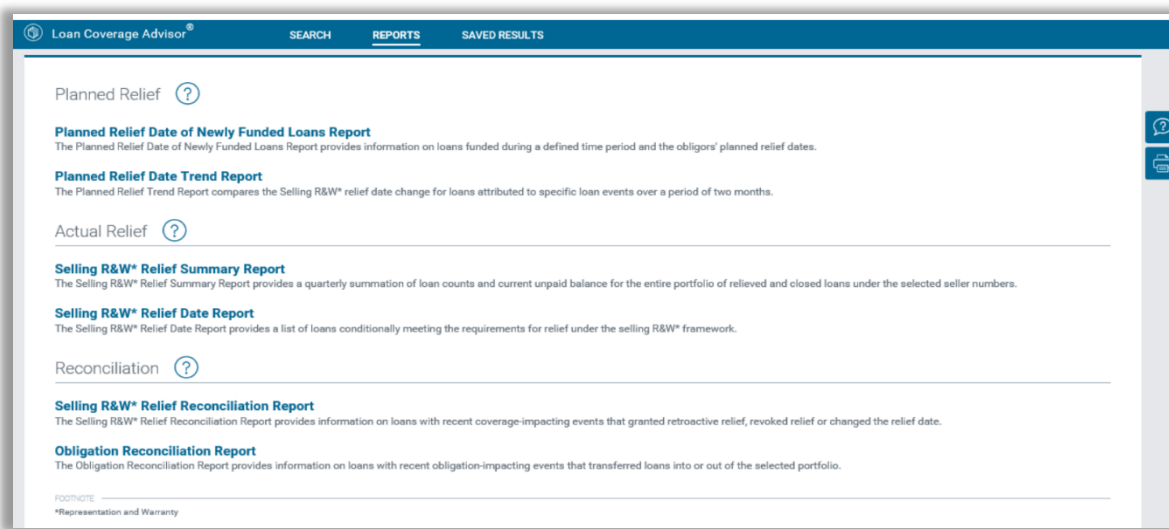 Loan Coverage Advisor®
SEARCH
REPORTS
SAVED RESULTS
Planned Relief ?
Planned Relief Date of Newly Funded Loans Report
The Planned Relief Date of Newly Funded Loans Report provides information on loans funded during a defined time period and the obligors' planned relief dates.
Planned Relief Date Trend Report
The Planned Relief Trend Report compares the Selling R&W* relief date change for loans attributed to specific loan events over a period of two months.
Actual Relief ?
Selling R&W* Relief Summary Report
The Selling R&W* Relief Summary Report provides a quarterly summation of loan counts and current unpaid balance for the entire portfolio of relieved and closed loans under the selected seller numbers.
Selling R&W* Relief Date Report
The Selling R&W* Relief Date Report provides a list of loans conditionally meeting the requirements for relief under the selling R&W* framework.
Reconciliation ?
Selling R&W* Relief Reconciliation Report
The Selling R&W* Relief Reconciliation Report provides information on loans with recent coverage-impacting events that granted retroactive relief, revoked relief or changed the relief date.
Obligation Reconciliation Report
The Obligation Reconciliation Report provides information on loans with recent obligation-impacting events that transferred loans into or out of the selected portfolio.
FOOTNOTE
*Representation and Warranty